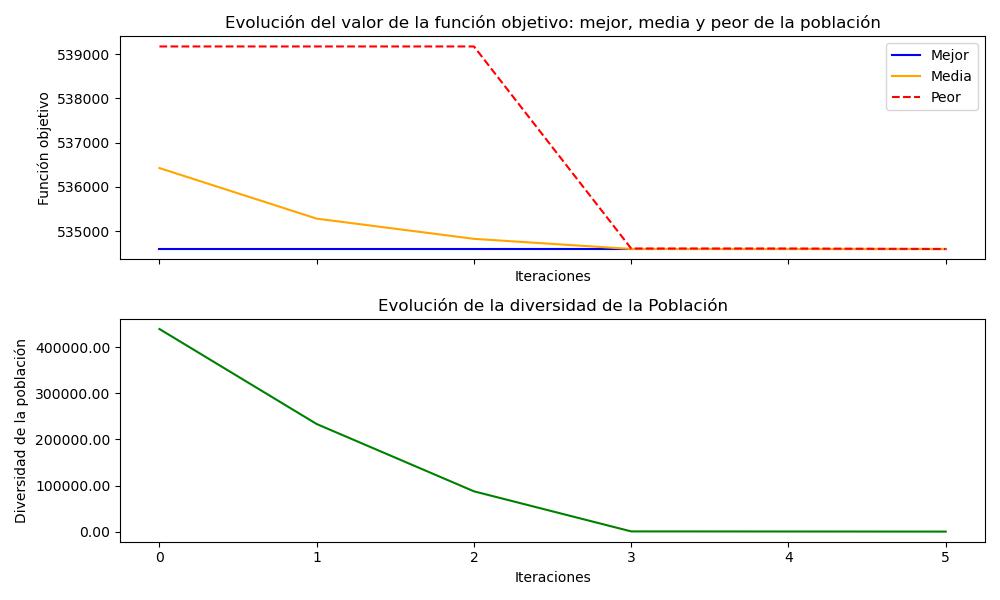 Evolución del valor de la función objetivo: mejor, media y peor de la población
539000
538000
537000
536000
535000
Función objetivo
Mejor
Media
Peor
Iteraciones
Evolución de la diversidad de la Población
400000.00
300000.00
200000.00
100000.00
0.00
Diversidad de la población
0 1 2 3 4 5
Iteraciones